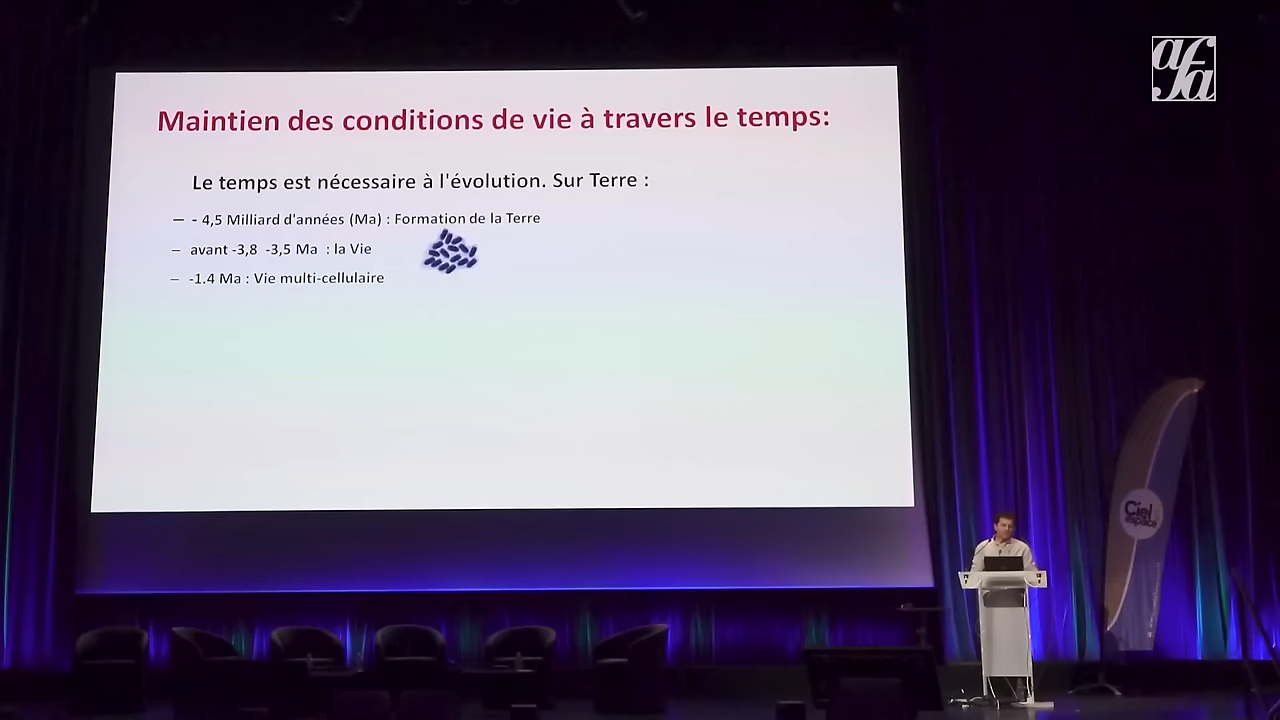 Maintien des conditions de vie à travers le temps:
Le temps est nécessaire à l'évolution. Sur Terre :
– - 4,5 Milliard d'années (Ma) : Formation de la Terre
– avant -3,8 -3,5 Ma : la Vie
– -1.4 Ma : Vie multi-cellulaire
afa
Ciel
espace